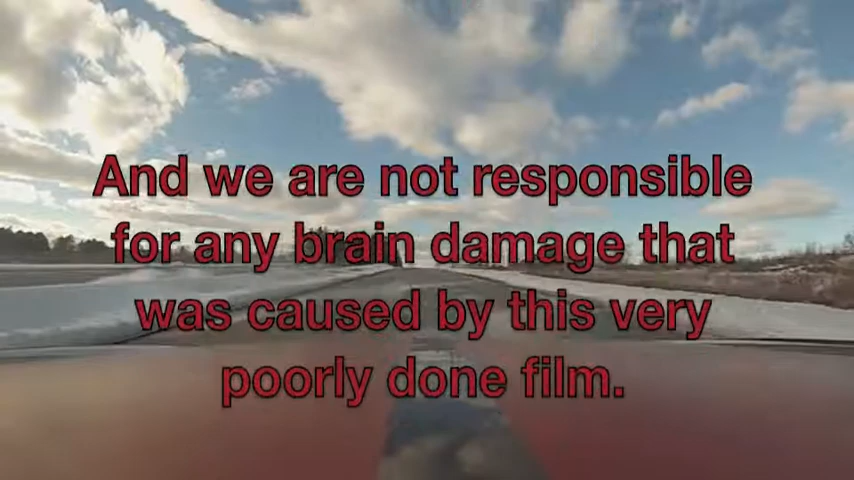 And we are not responsible
for any brain damage that
was caused by this very
poorly done film.